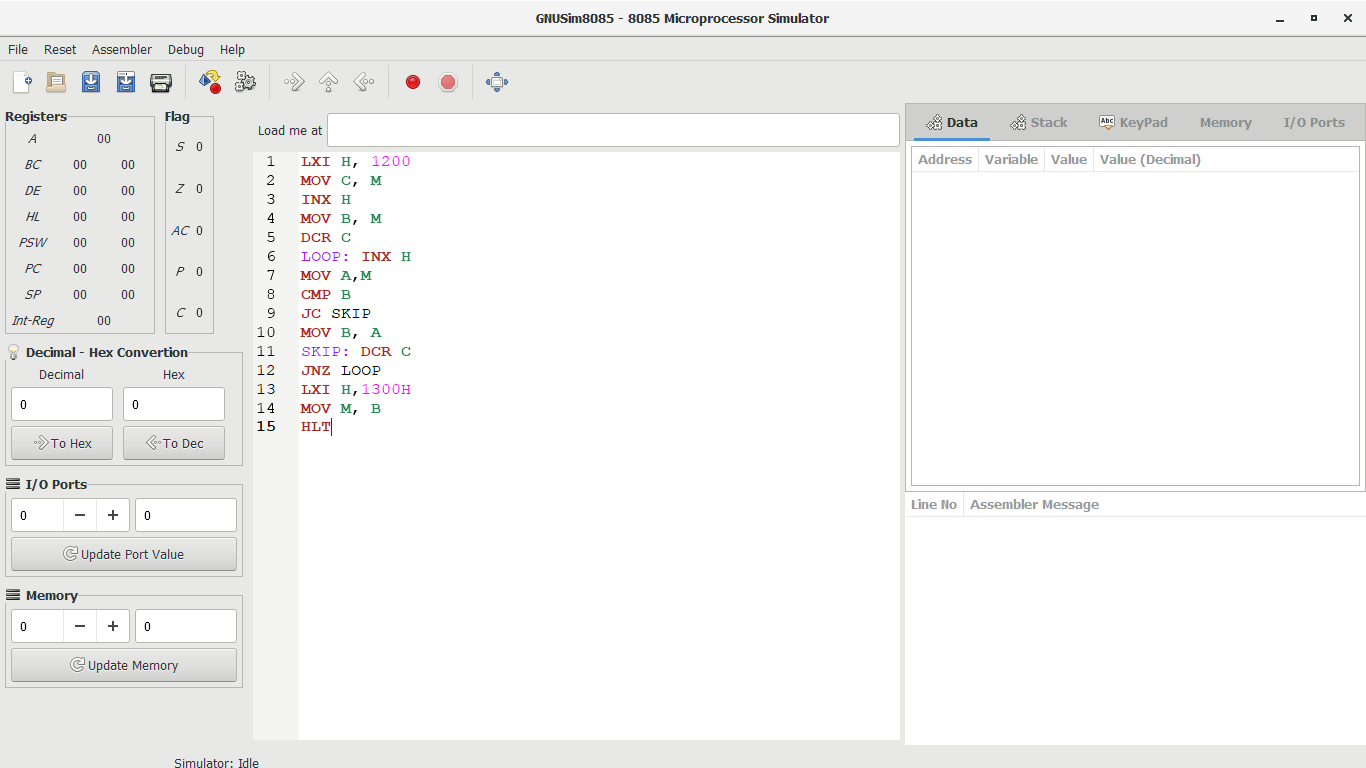 GNUSim8085 - 8085 Microprocessor Simulator
File Reset Assembler Debug Help
Registers
A 00
BC 00 00
DE 00 00
HL 00 00
PSW 00 00
PC 00 00
SP 00 00
Int-Reg 00
Flag
S 0
Z 0
AC 0
P 0
C 0
Decimal - Hex Convertion
Decimal Hex
0 0
To Hex To Dec
I/O Ports
0 − + 0
Update Port Value
Memory
0 − + 0
Update Memory
Load me at
1 LXI H, 1200
2 MOV C, M
3 INX H
4 MOV B, M
5 DCR C
6 LOOP: INX H
7 MOV A,M
8 CMP B
9 JC SKIP
10 MOV B, A
11 SKIP: DCR C
12 JNZ LOOP
13 LXI H,1300H
14 MOV M, B
15 HLT
Data Stack Abc KeyPad Memory I/O Ports
Address Variable Value Value (Decimal)
Line No Assembler Message
Simulator: Idle